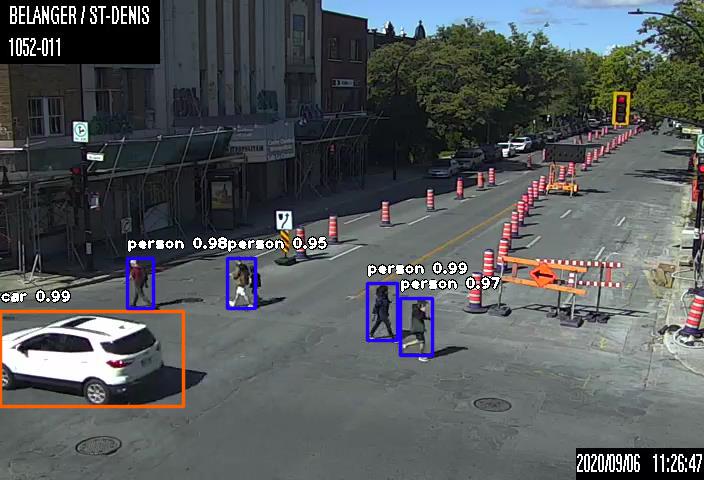 BELANGER / ST-DENIS
1052-011
person 0.98
person 0.95
person 0.99
person 0.97
car 0.99
2020/09/06 11:26:47